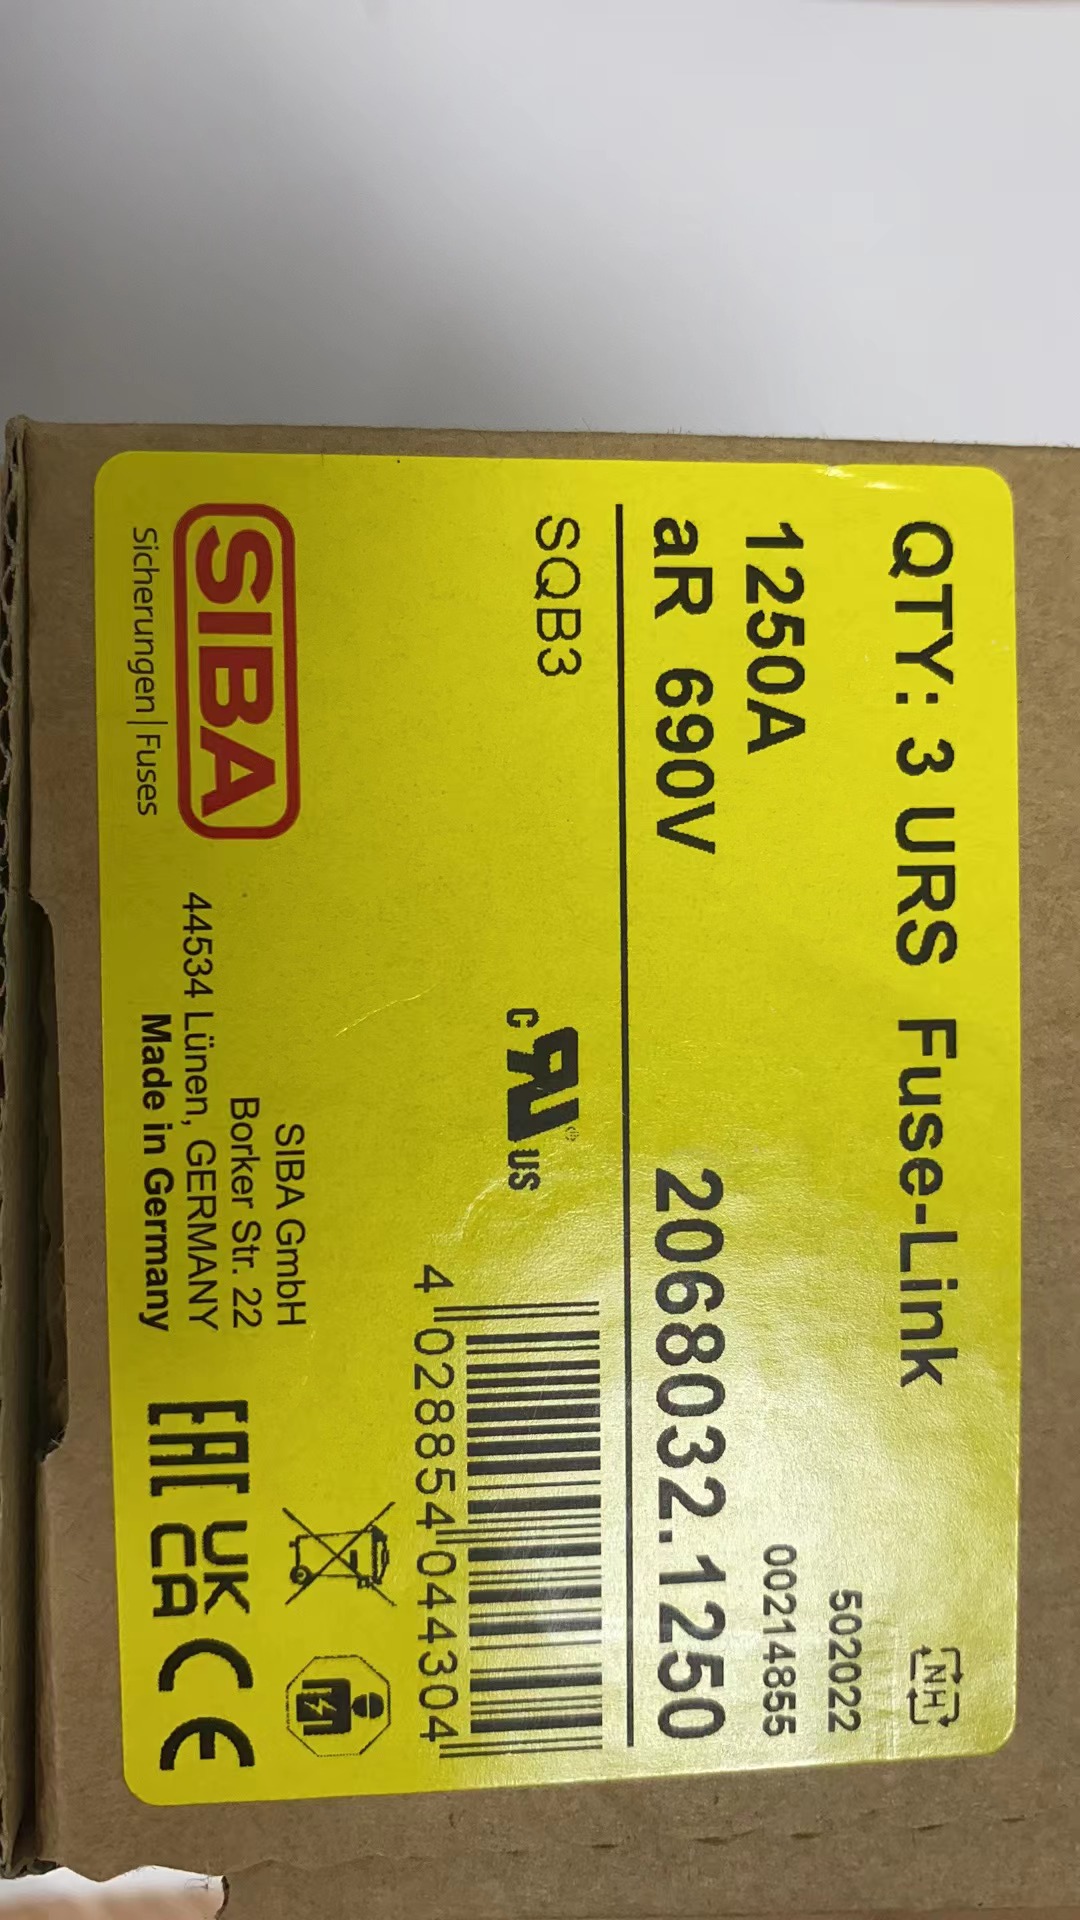 QTY: 3 URS Fuse-Link
NH
502022
1250A
00214855
aR 690V
2068032.1250
SQB3
c RU ® US
4 028854 044304
SIBA
Sicherungen | Fuses
SIBA GmbH
Borker Str. 22
44534 Lünen, GERMANY
Made in Germany
EAC
UK
CA
CE